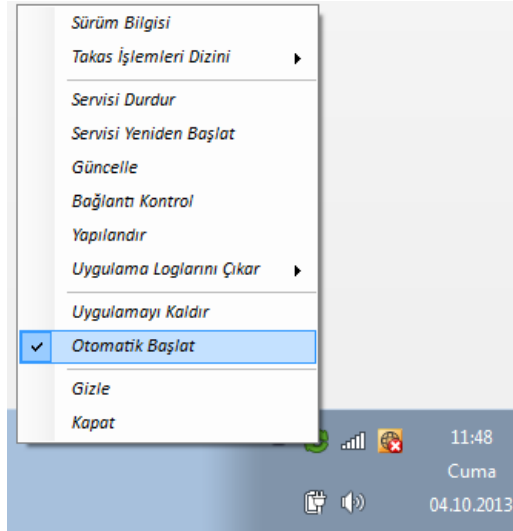 Sürüm Bilgisi
Takas İşlemleri Dizini
Servisi Durdur
Servisi Yeniden Başlat
Güncelle
Bağlantı Kontrol
Yapılandır
Uygulama Loglarını Çıkar
Uygulamayı Kaldır
Otomatik Başlat
Gizle
Kapat
11:48
Cuma
04.10.2013